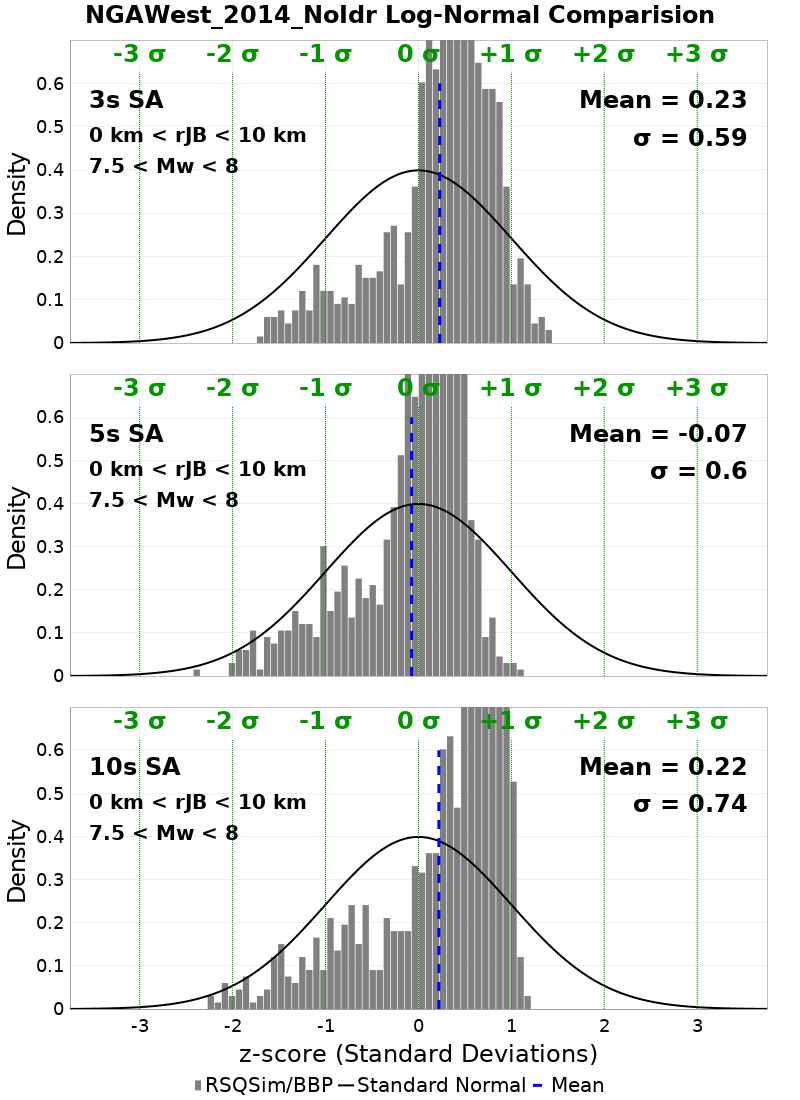 NGAWest_2014_NoIdr Log-Normal Comparision
-3 σ -2 σ -1 σ 0 σ +1 σ +2 σ +3 σ
3s SA
Mean = 0.23
0 km < rJB < 10 km
σ = 0.59
7.5 < Mw < 8
Density
0.6
0.5
0.4
0.3
0.2
0.1
0
-3 σ -2 σ -1 σ 0 σ +1 σ +2 σ +3 σ
5s SA
Mean = -0.07
0 km < rJB < 10 km
σ = 0.6
7.5 < Mw < 8
Density
0.6
0.5
0.4
0.3
0.2
0.1
0
-3 σ -2 σ -1 σ 0 σ +1 σ +2 σ +3 σ
10s SA
Mean = 0.22
0 km < rJB < 10 km
σ = 0.74
7.5 < Mw < 8
Density
0.6
0.5
0.4
0.3
0.2
0.1
0
-3 -2 -1 0 1 2 3
z-score (Standard Deviations)
RSQSim/BBP Standard Normal Mean